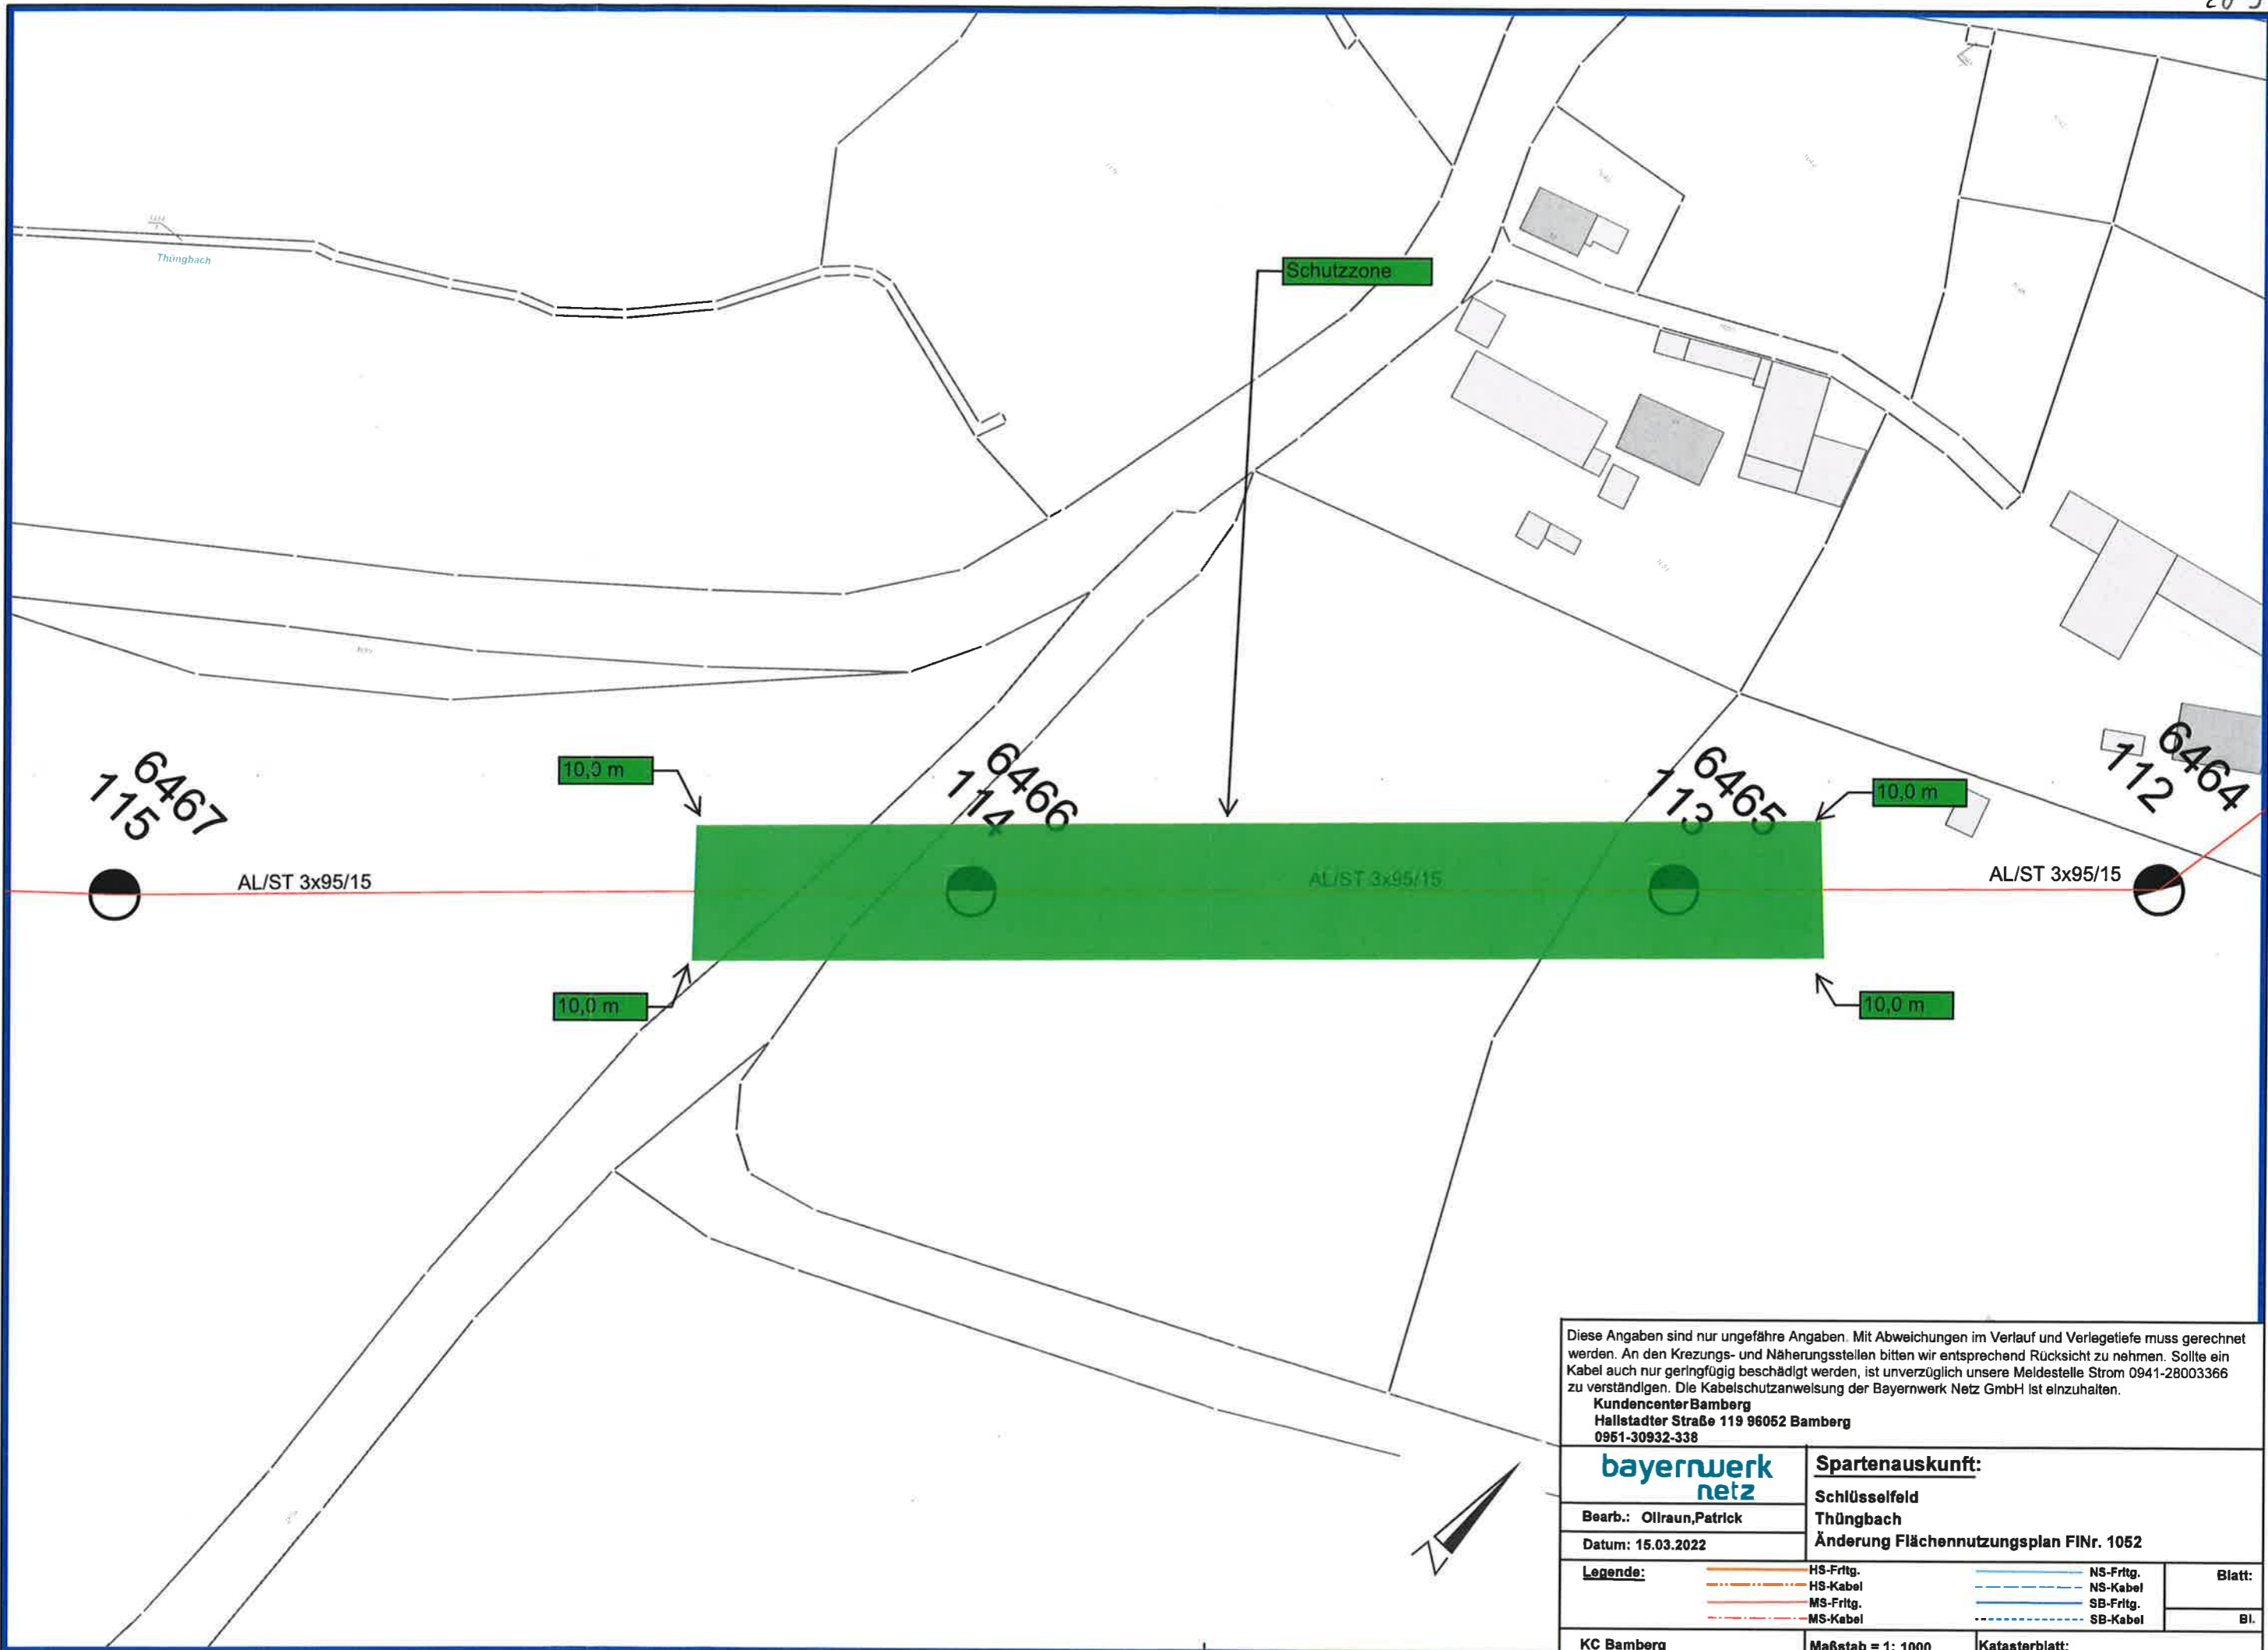 Thüngbach
Schutzzone
10,0 m
10,0 m
10,0 m
10,0 m
6467
115
6466
114
6465
113
6464
112
AL/ST 3x95/15
AL/ST 3x95/15
AL/ST 3x95/15
N
Diese Angaben sind nur ungefähre Angaben. Mit Abweichungen im Verlauf und Verlegetiefe muss gerechnet
werden. An den Krezungs- und Näherungsstellen bitten wir entsprechend Rücksicht zu nehmen. Sollte ein
Kabel auch nur geringfügig beschädigt werden, ist unverzüglich unsere Meldestelle Strom 0941-28003366
zu verständigen. Die Kabelschutzanweisung der Bayernwerk Netz GmbH ist einzuhalten.
KundencenterBamberg
Hallstadter Straße 119 96052 Bamberg
0951-30932-338
bayernwerk
netz
Bearb.: Ollraun,Patrick
Datum: 15.03.2022
Spartenauskunft:
Schlüsselfeld
Thüngbach
Änderung Flächennutzungsplan FlNr. 1052
Legende:
HS-Frltg.
HS-Kabel
MS-Frltg.
MS-Kabel
NS-Frltg.
NS-Kabel
SB-Frltg.
SB-Kabel
Blatt:
Bl.
KC Bamberg
Maßstab = 1: 1000
Katasterblatt: